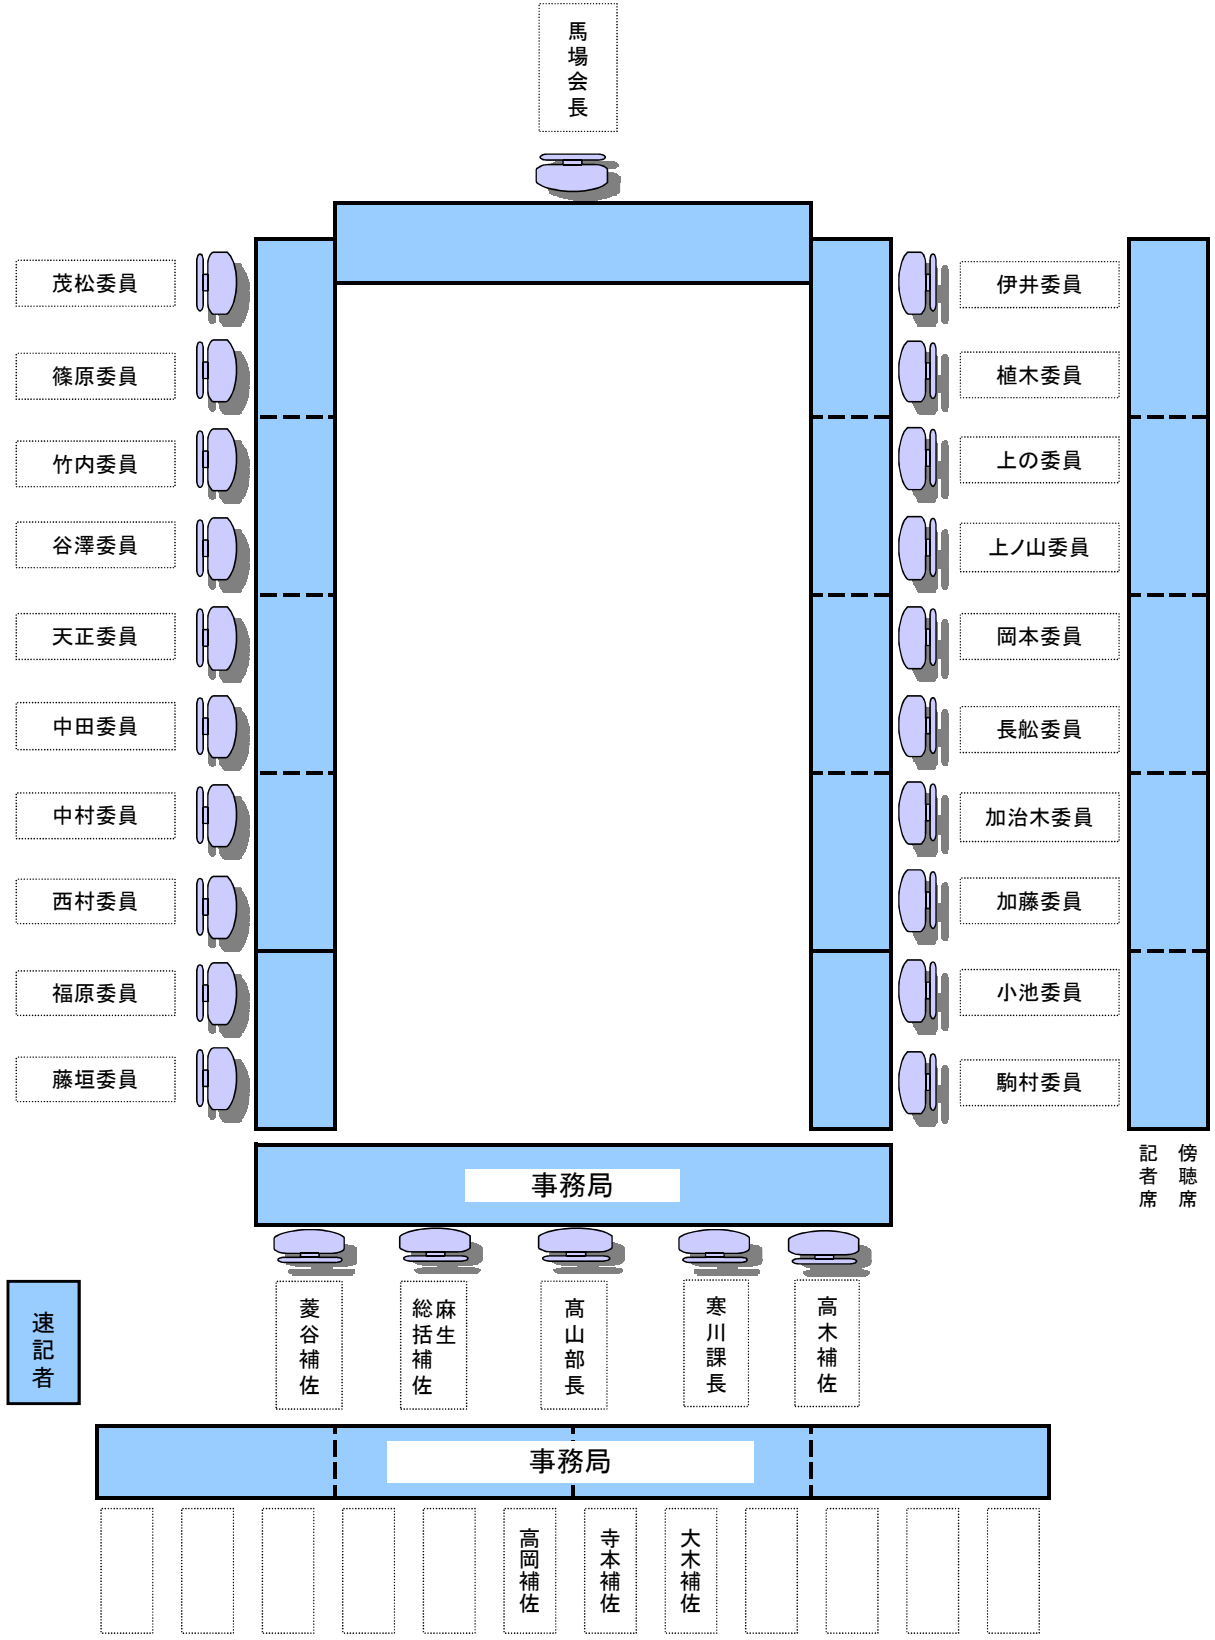 馬場会長
茂松委員
伊井委員
篠原委員
植木委員
竹内委員
上の委員
谷澤委員
上ノ山委員
天正委員
岡本委員
中田委員
長舩委員
中村委員
加治木委員
西村委員
加藤委員
福原委員
小池委員
藤垣委員
駒村委員
傍聴席
記者席
事務局
速記者
菱谷補佐
麻生
総括補佐
髙山部長
寒川課長
高木補佐
事務局
高岡補佐
寺本補佐
大木補佐